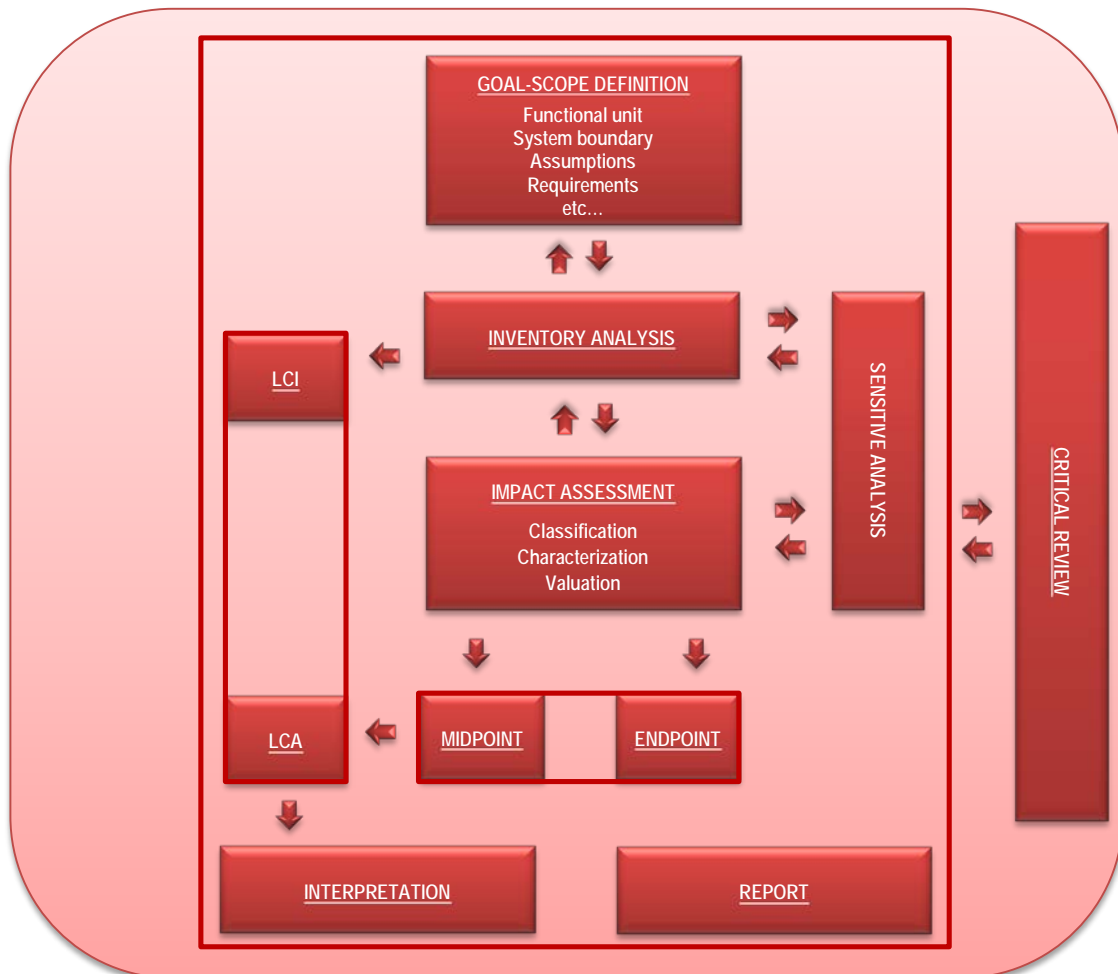 GOAL-SCOPE DEFINITION
Functional unit
System boundary
Assumptions
Requirements
etc...
INVENTORY ANALYSIS
LCI
SENSITIVE ANALYSIS
CRITICAL REVIEW
IMPACT ASSESSMENT
Classification
Characterization
Valuation
LCA
MIDPOINT
ENDPOINT
INTERPRETATION
REPORT